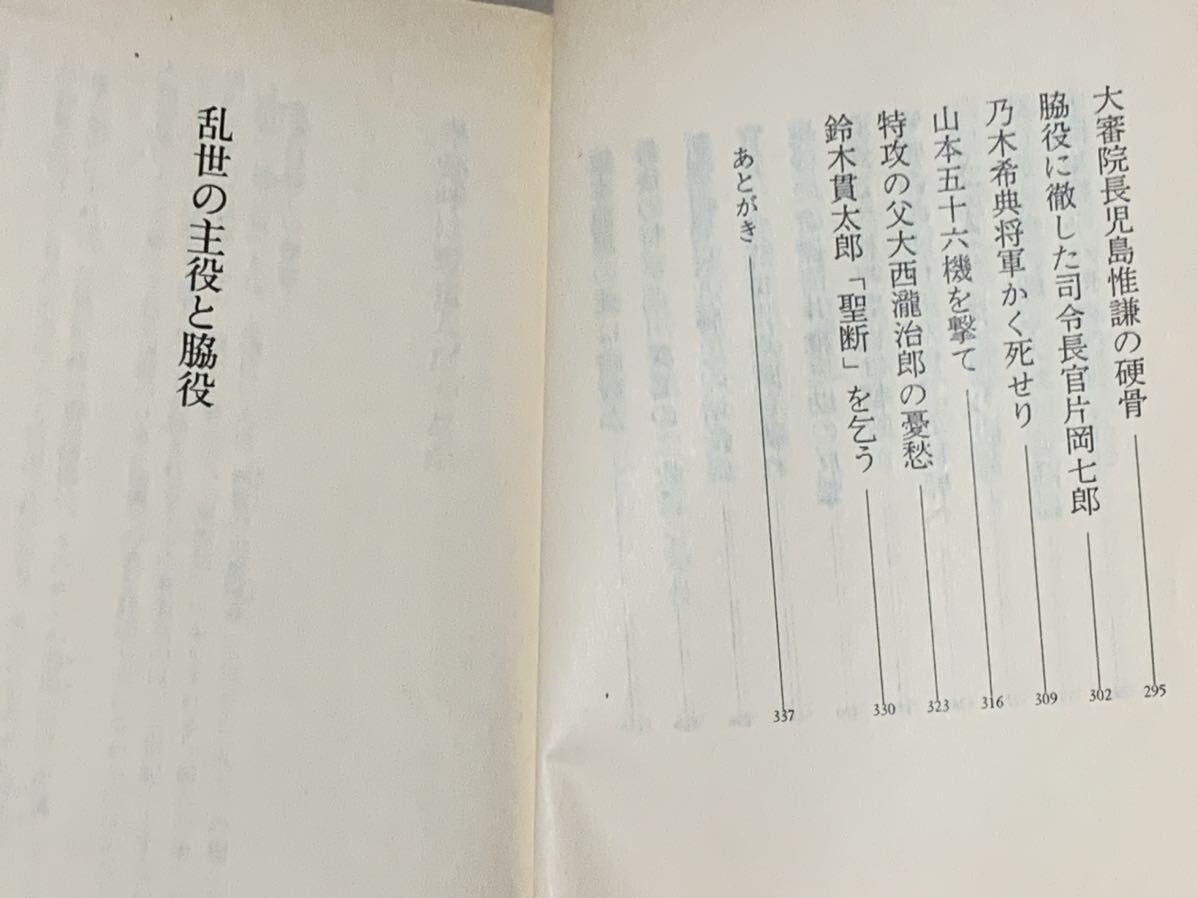 大審院長児島惟謙の硬骨 295
脇役に徹した司令長官片岡七郎 302
乃木希典将軍かく死せり 309
山本五十六機を撃て 316
特攻の父大西瀧治郎の憂愁 323
鈴木貫太郎「聖断」を乞う 330
あとがき 337
乱世の主役と脇役